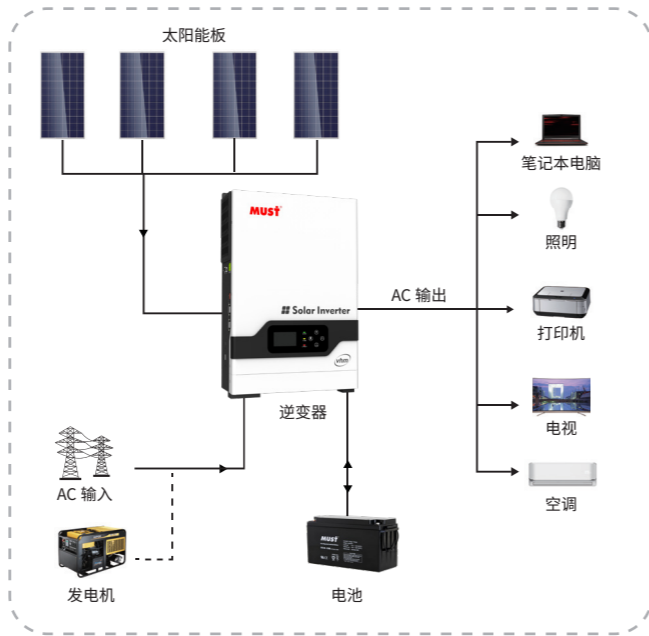 太阳能板
MUST
Solar Inverter
vhm
AC 输出
逆变器
笔记本电脑
照明
打印机
电视
空调
AC 输入
发电机
MUST
电池